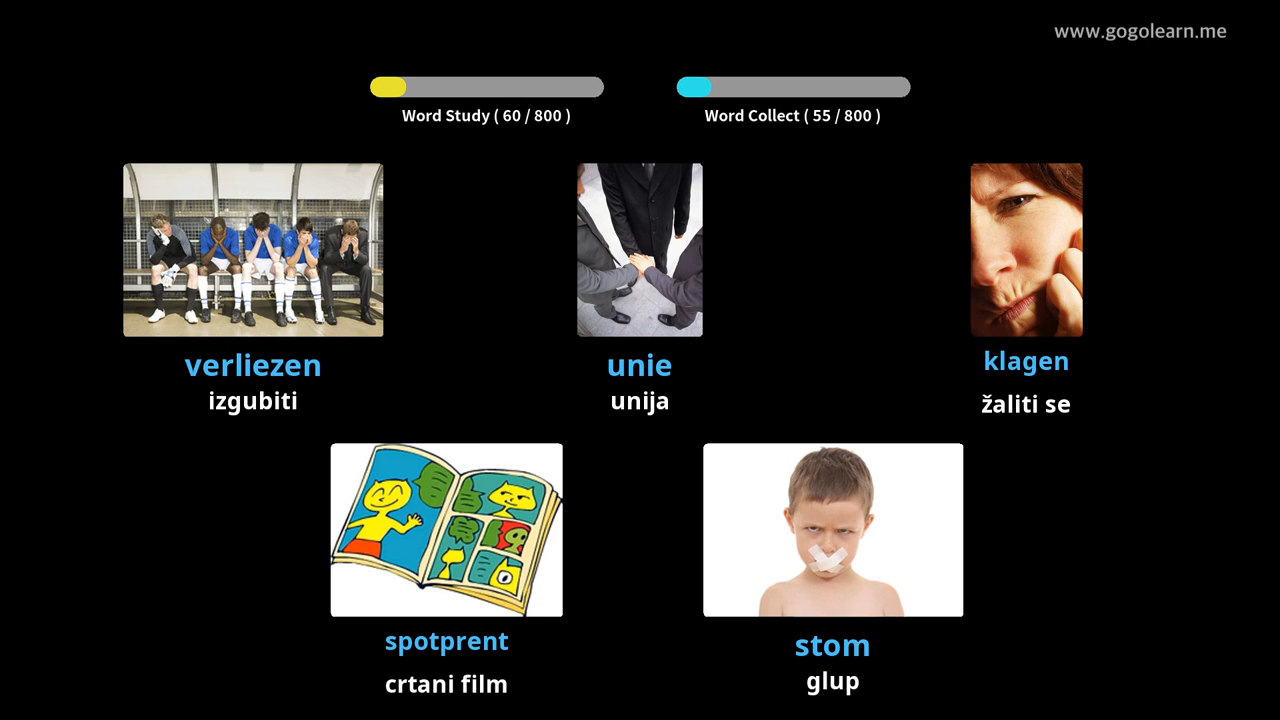 www.gogolearn.me
Word Study ( 60 / 800 )
Word Collect ( 55 / 800 )
verliezen
izgubiti
unie
unija
klagen
žaliti se
spotprent
crtani film
stom
glup